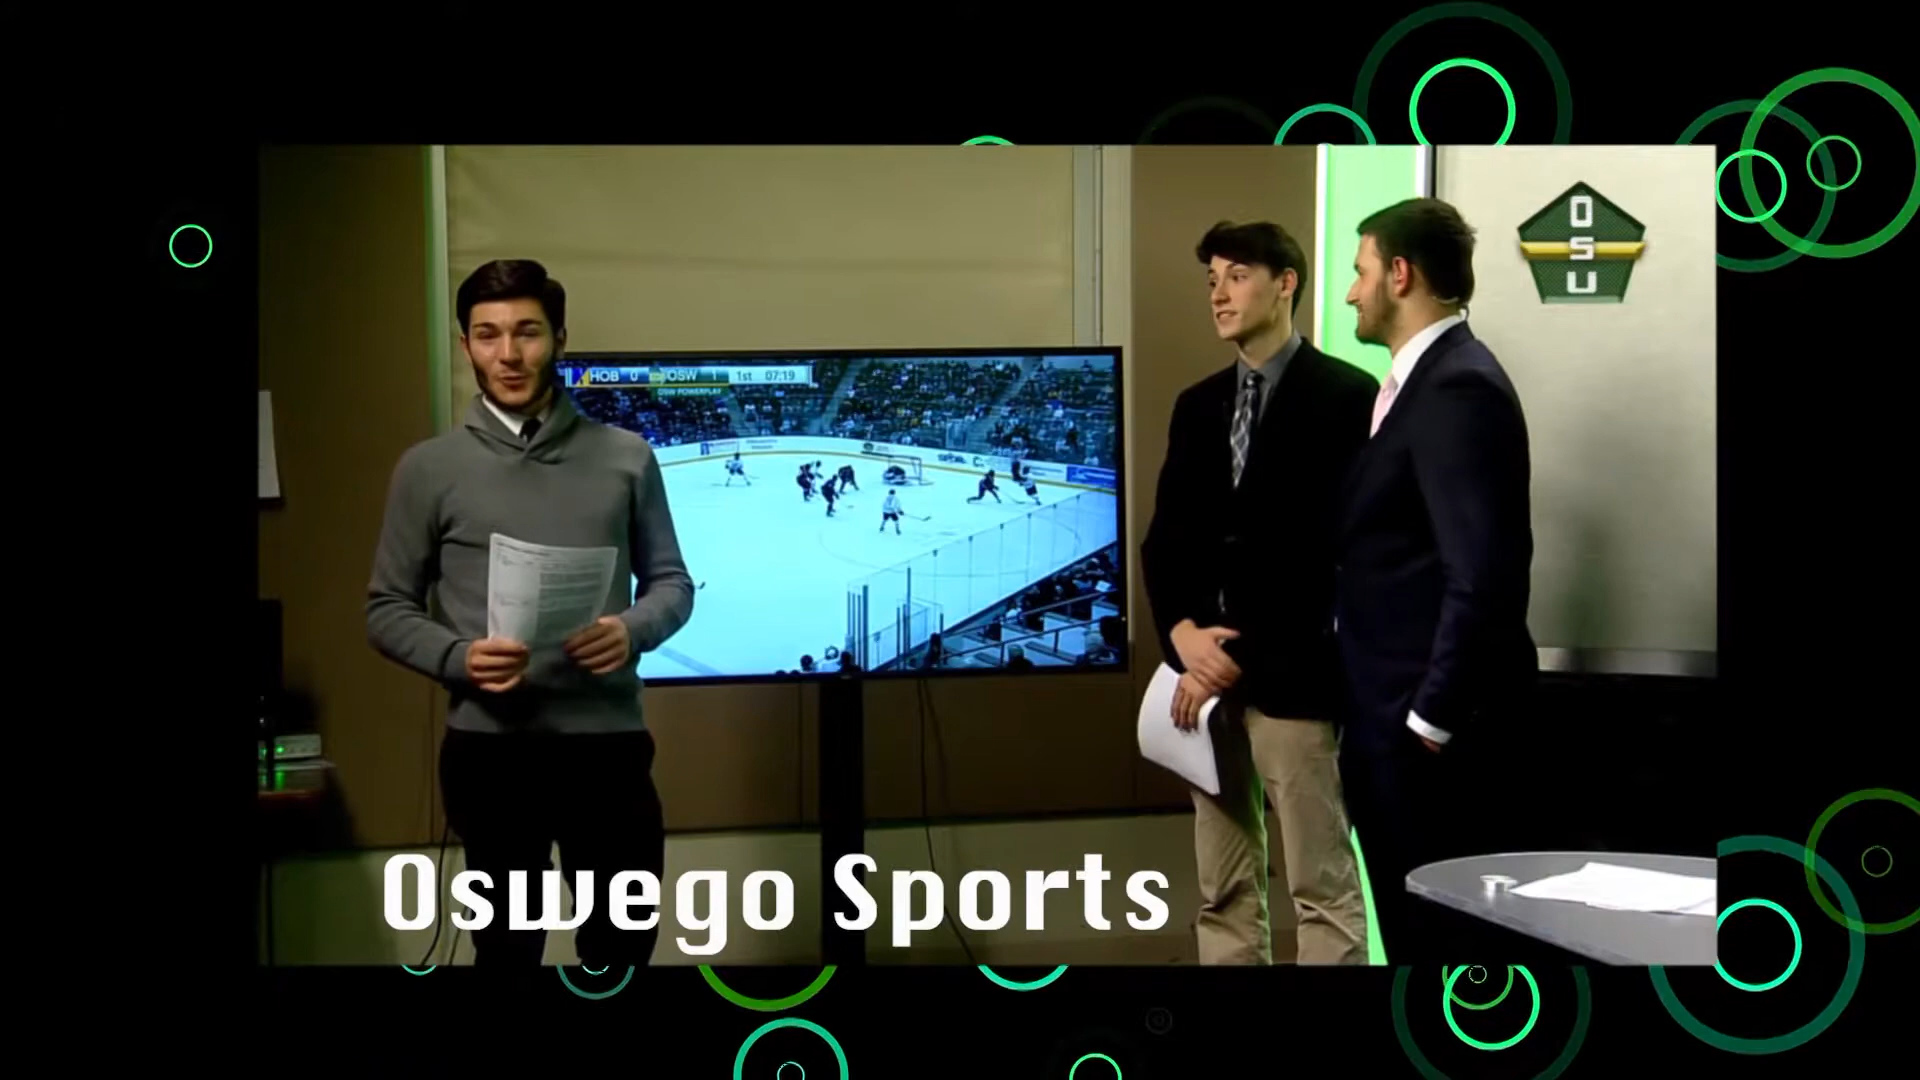 O
S
U
HOB 0 OSW 1 1st 07:19
OSW POWERPLAY
Oswego Sports